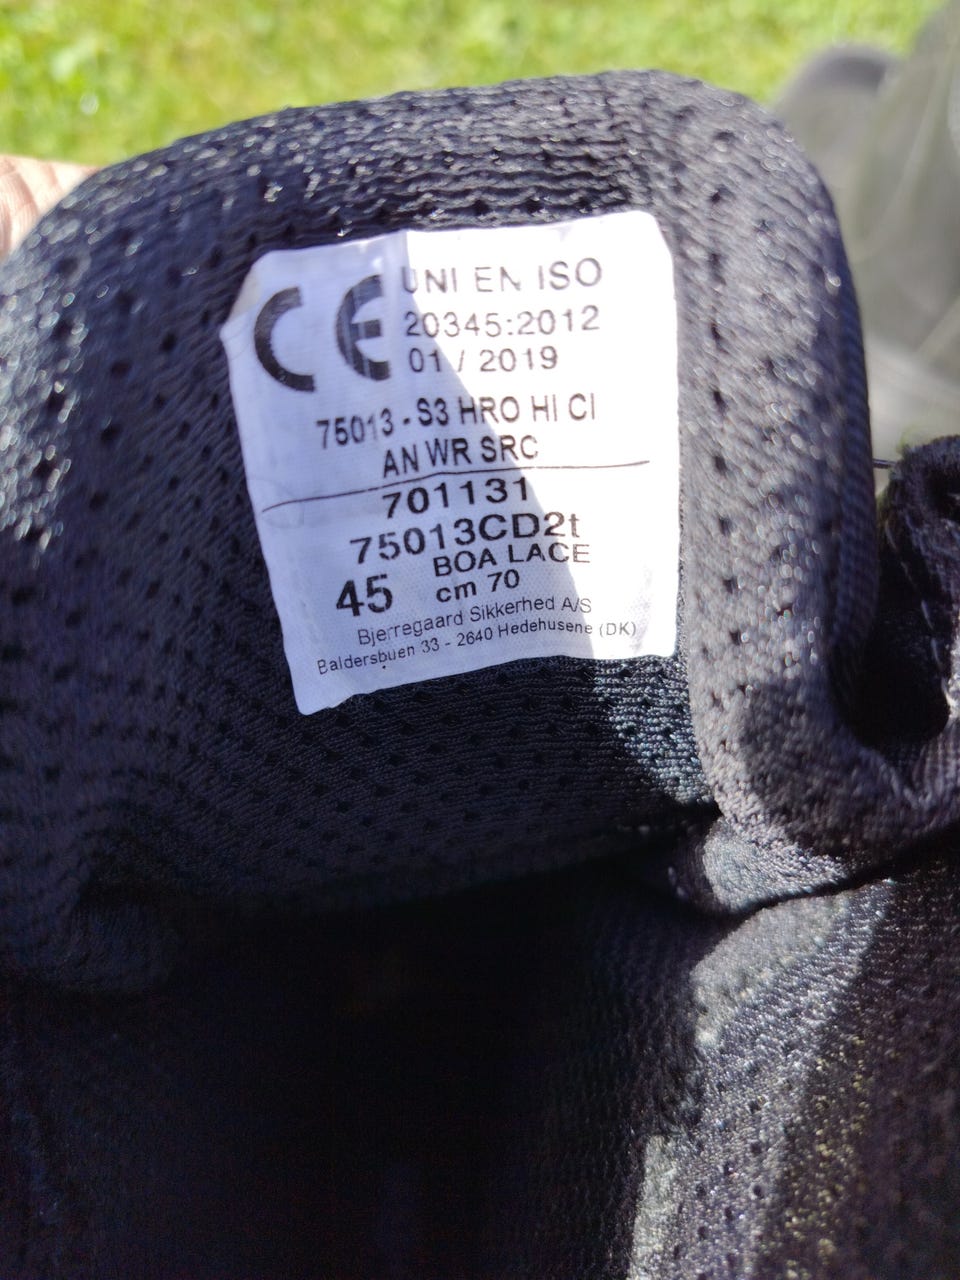 CE UNI EN ISO
20345:2012
01 / 2019
75013 - S3 HRO HI CI
AN WR SRC
701131
75013CD2t
45 BOA LACE
cm 70
Bjerregaard Sikkerhed A/S
Baldersbuen 33 - 2640 Hedehusene (DK)